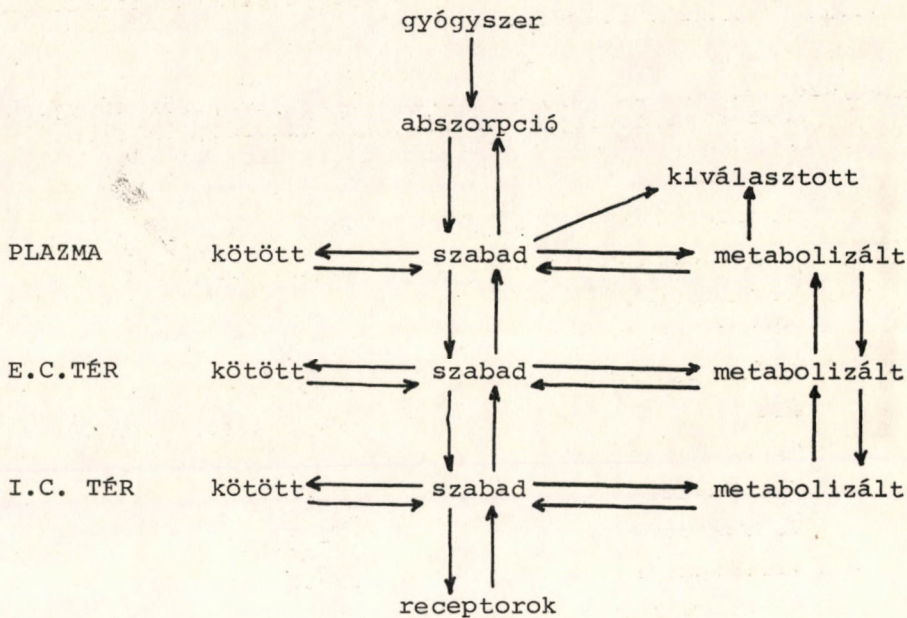 gyógyszer
abszorpció
kiválasztott
PLAZMA kötött szabad metabolizált
E.C.TÉR kötött szabad metabolizált
I.C. TÉR kötött szabad metabolizált
receptorok